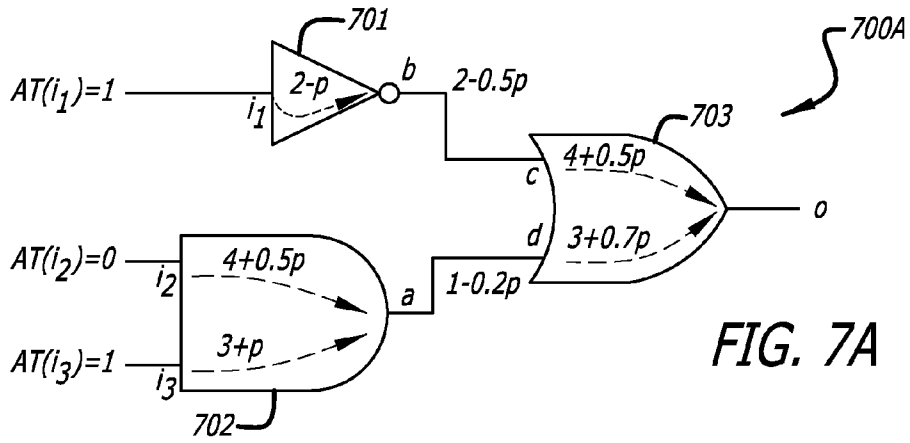 701
700A
AT(i1)=1
i1
2-p
b
2-0.5p
703
c
4+0.5p
o
d
3+0.7p
AT(i2)=0
i2
4+0.5p
a
1-0.2p
AT(i3)=1
i3
3+p
702
FIG. 7A